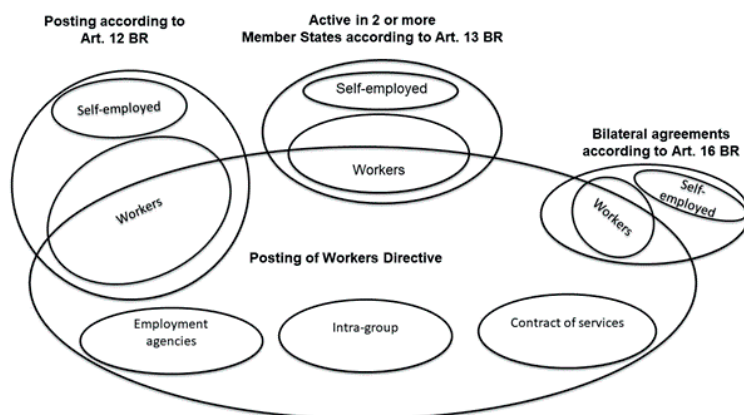 Posting according to
Art. 12 BR
Active in 2 or more
Member States according to Art. 13 BR
Self-employed
Self-employed
Bilateral agreements
according to Art. 16 BR
Workers
Workers
Self-
employed
Workers
Posting of Workers Directive
Employment
agencies
Intra-group
Contract of services